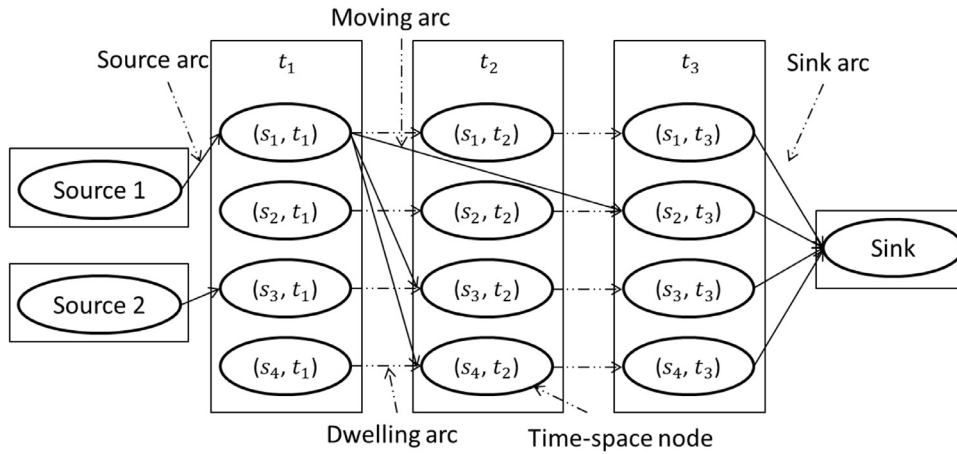 Moving arc
Source arc
Sink arc
t₁
t₂
t₃
(s₁, t₁)
(s₁, t₂)
(s₁, t₃)
Source 1
(s₂, t₁)
(s₂, t₂)
(s₂, t₃)
Sink
Source 2
(s₃, t₁)
(s₃, t₂)
(s₃, t₃)
(s₄, t₁)
(s₄, t₂)
(s₄, t₃)
Dwelling arc
Time-space node